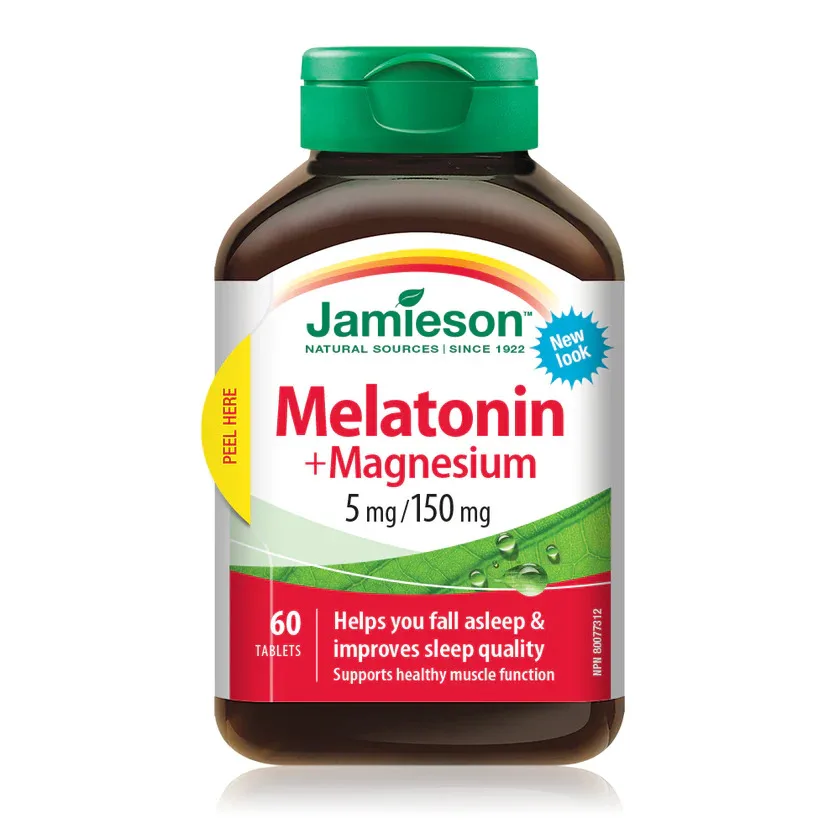 Jamieson™
NATURAL SOURCES | SINCE 1922
New
look
PEEL HERE
Melatonin
+Magnesium
5 mg/150 mg
60
TABLETS
Helps you fall asleep &
improves sleep quality
Supports healthy muscle function
NPN 80077312